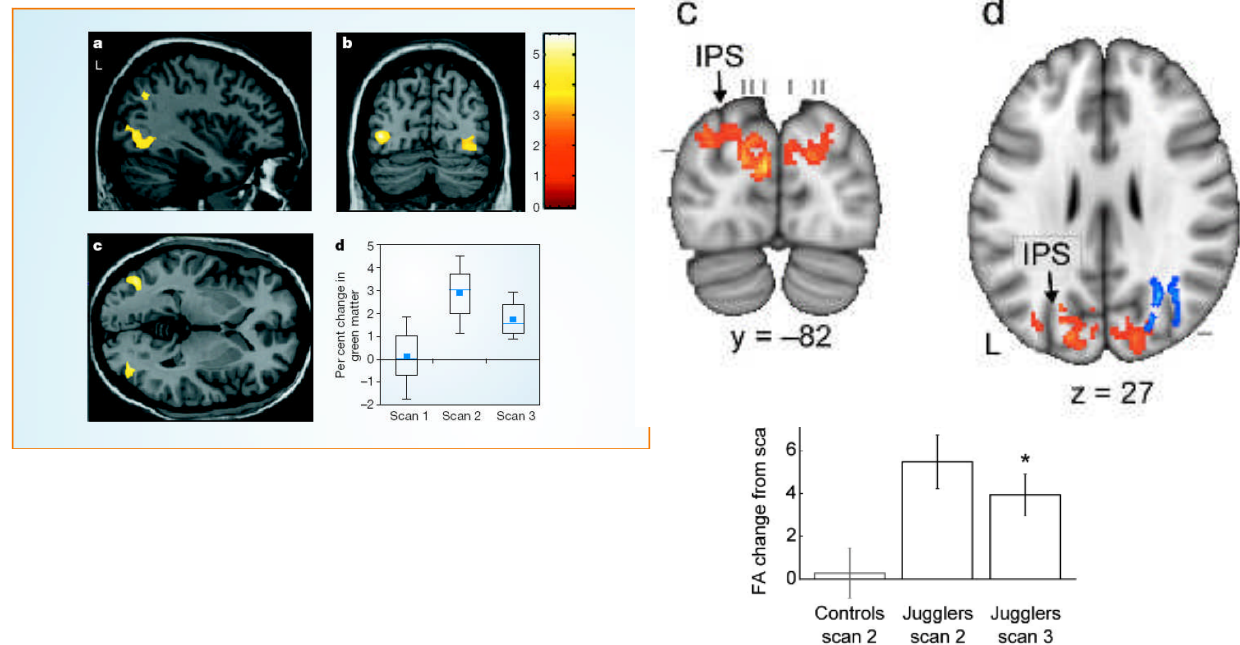 a
L
b
5
4
3
2
1
0
c
d
Per cent change in
green matter
5
4
3
2
1
0
–1
–2
Scan 1
Scan 2
Scan 3
c
IPS
y = –82
d
IPS
L
z = 27
FA change from sca
6
4
2
0
*
Controls
scan 2
Jugglers
scan 2
Jugglers
scan 3